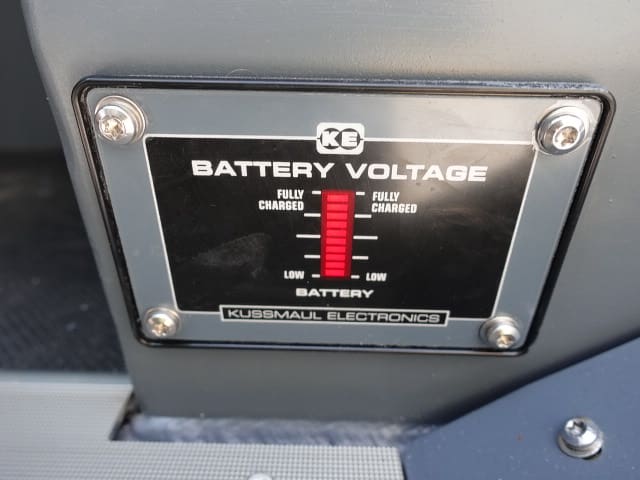 KE
BATTERY VOLTAGE
FULLY CHARGED
FULLY CHARGED
LOW
LOW
BATTERY
KUSSMAUL ELECTRONICS